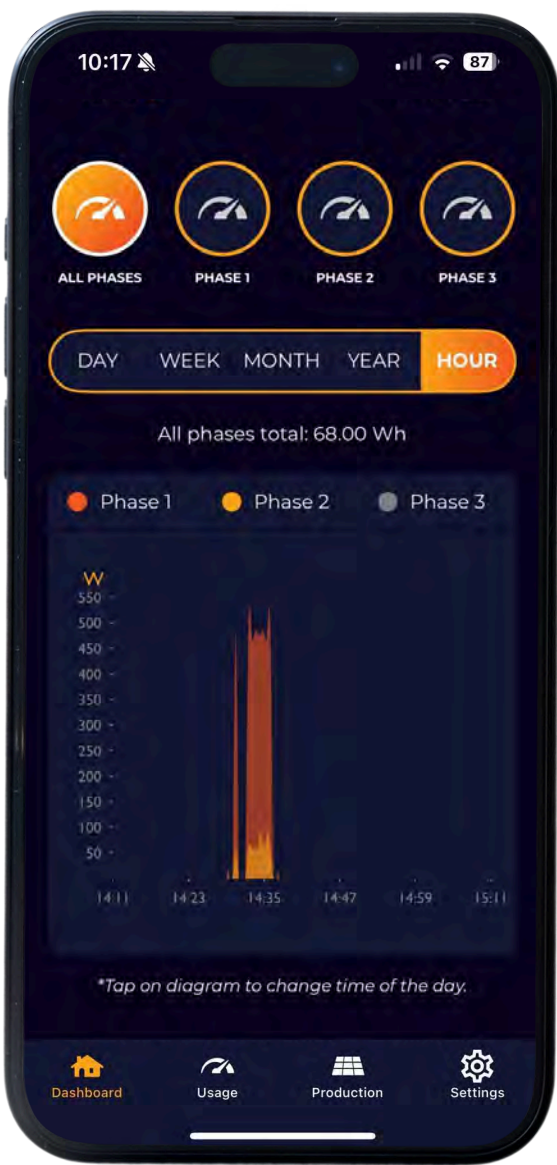 10:17 87
ALL PHASES PHASE 1 PHASE 2 PHASE 3
DAY WEEK MONTH YEAR HOUR
All phases total: 68.00 Wh
Phase 1 Phase 2 Phase 3
W
550
500
450
400
350
300
250
200
150
100
50
14:11 14:23 14:35 14:47 14:59 15:11
*Tap on diagram to change time of the day.
Dashboard Usage Production Settings